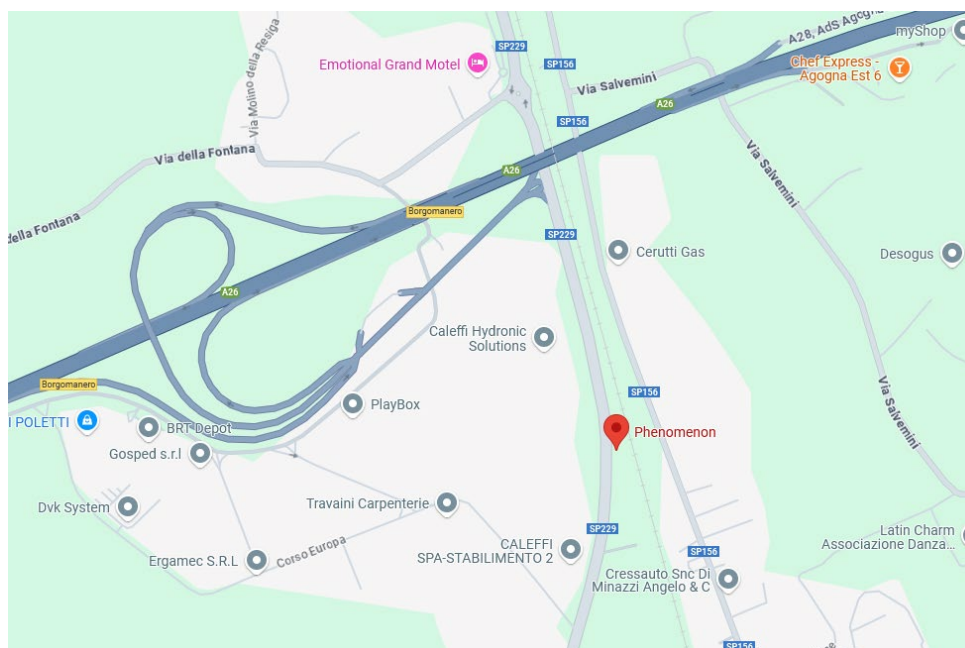 SP229
A28, AdS Agogna
myShop
Emotional Grand Motel
SP156
Via Salvemini
Chef Express -
Agogna Est 6
Via Molino della Resiga
A26
SP156
Via della Fontana
A26
Via Salvemini
Borgomanero
della Fontana
SP229
Cerutti Gas
Desogus
A26
Caleffi Hydronic
Solutions
Borgomanero
SP156
Via Salvemini
PlayBox
I POLETTI
BRT Depot
Phenomenon
Gosped s.r.l
Dvk System
Travaini Carpenterie
SP229
Latin Charm
Associazione Danza...
CALEFFI
SPA-STABILIMENTO 2
SP156
Corso Europa
Ergamec S.R.L
Cressauto Snc Di
Minazzi Angelo & C
SP156